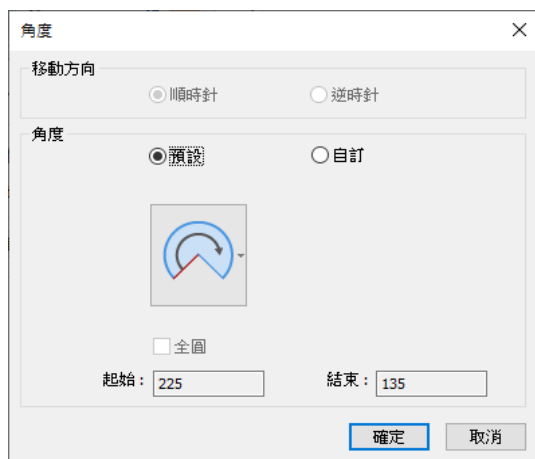 角度
移動方向
順時針 逆時針
角度
預設 自訂
全圓
起始： 225 結束： 135
確定 取消